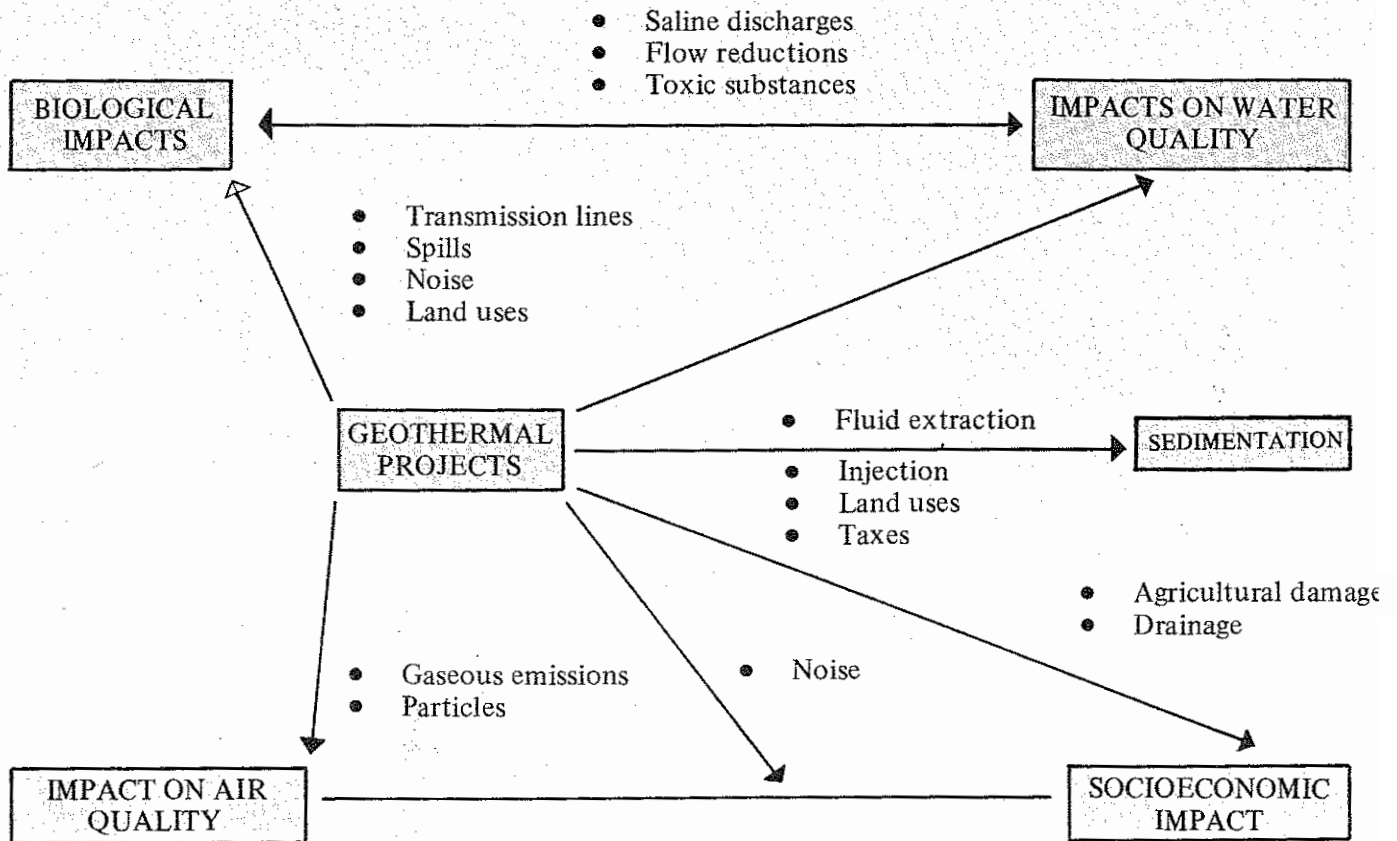 • Saline discharges
• Flow reductions
• Toxic substances
BIOLOGICAL
IMPACTS
IMPACTS ON WATER
QUALITY
• Transmission lines
• Spills
• Noise
• Land uses
GEOTHERMAL
PROJECTS
• Fluid extraction
SEDIMENTATION
• Injection
• Land uses
• Taxes
• Agricultural damage
• Drainage
• Gaseous emissions
• Particles
• Noise
IMPACT ON AIR
QUALITY
SOCIOECONOMIC
IMPACT